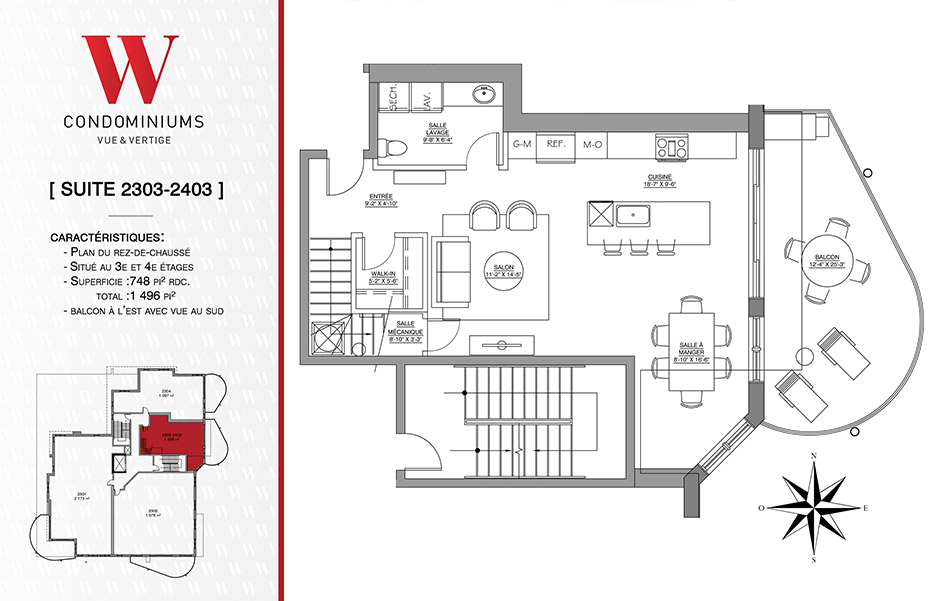 W
CONDOMINIUMS
VUE & VERTIGE
[ SUITE 2303-2403 ]
CARACTÉRISTIQUES:
- PLAN DU REZ-DE-CHAUSSÉ
- SITUÉ AU 3E ET 4E ÉTAGES
- SUPERFICIE :748 PI² RDC.
TOTAL :1 496 PI²
- BALCON À L'EST AVEC VUE AU SUD
2304
1 097 PI²
2303-2403
1 496 PI²
2301
2 173 PI²
2302
1 978 PI²
SÉCH.
LAV.
SALLE
LAVAGE
9'-6" X 6'-4"
G-M
REF.
M-O
CUISINE
18'-7" X 9'-6"
ENTRÉE
9'-2" X 4'-10"
WALK-IN
5'-2" X 5'-6"
SALON
11'-2" X 14'-5"
BALCON
12'-4" X 25'-3"
SALLE
MÉCANIQUE
8'-10" X 3'-3"
SALLE À
MANGER
8'-10" X 16'-6"
N
O
E
S